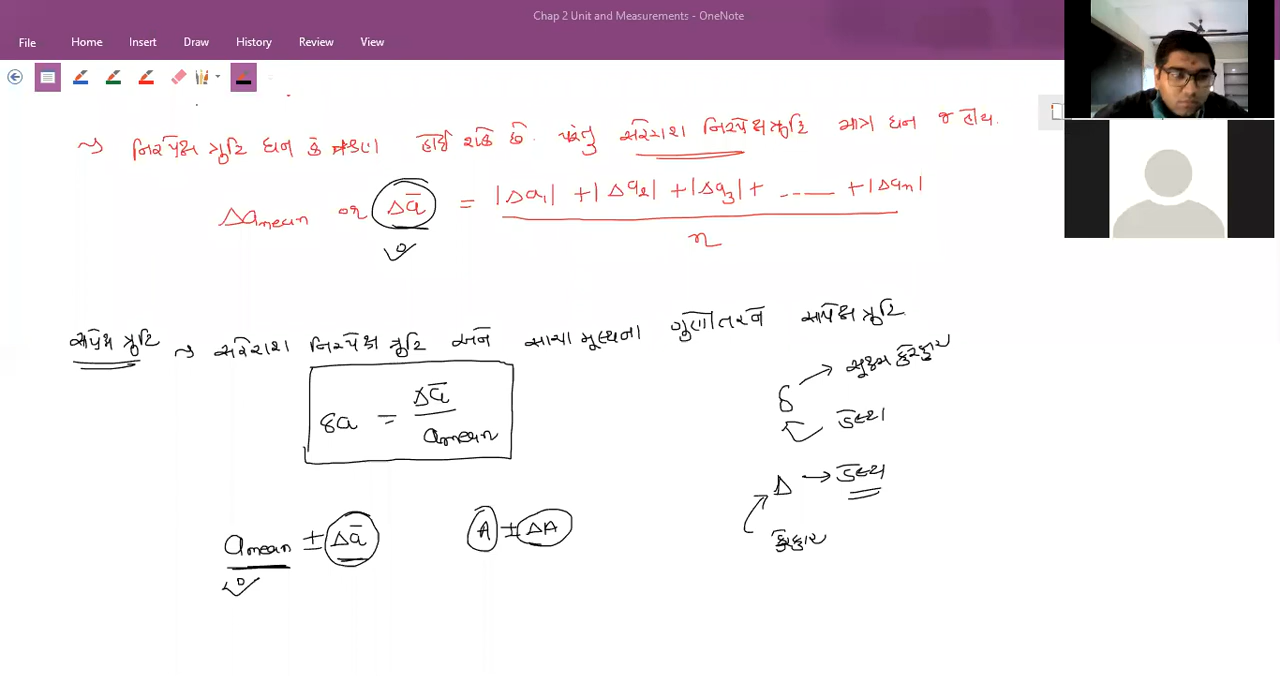 Chap 2 Unit and Measurements - OneNote
File Home Insert Draw History Review View
→ નિરપેક્ષ ત્રુટિ ધન કે ઋણ હોઈ શકે છે. પરંતુ સરેરાશ નિરપેક્ષ ત્રુટિ માત્ર ધન જ હોય.
Δamean or Δā = |Δa1| + |Δa2| + |Δa3| + ...... + |Δan|
n
સાપેક્ષ ત્રુટિ → સરેરાશ નિરપેક્ષ ત્રુટિ અને સાચા મૂલ્યના ગુણોતરને સાપેક્ષ ત્રુટિ
δa = Δā / amean
δ → સૂક્ષ્મ ફેરફાર
ડેલ્ટા
Δ → ડેલ્ટા
ફેરફાર
amean ± Δā
A ± ΔA